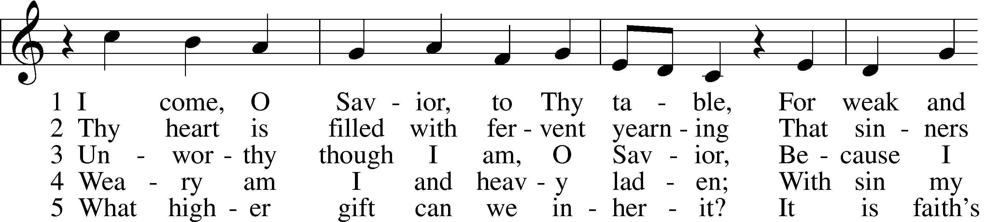 1 I come, O Sav - ior, to Thy ta - ble, For weak and
2 Thy heart is filled with fer - vent yearn - ing That sin - ners
3 Un - wor - thy though I am, O Sav - ior, Be - cause I
4 Wea - ry am I and heav - y lad - en; With sin my
5 What high - er gift can we in - her - it? It is faith’s